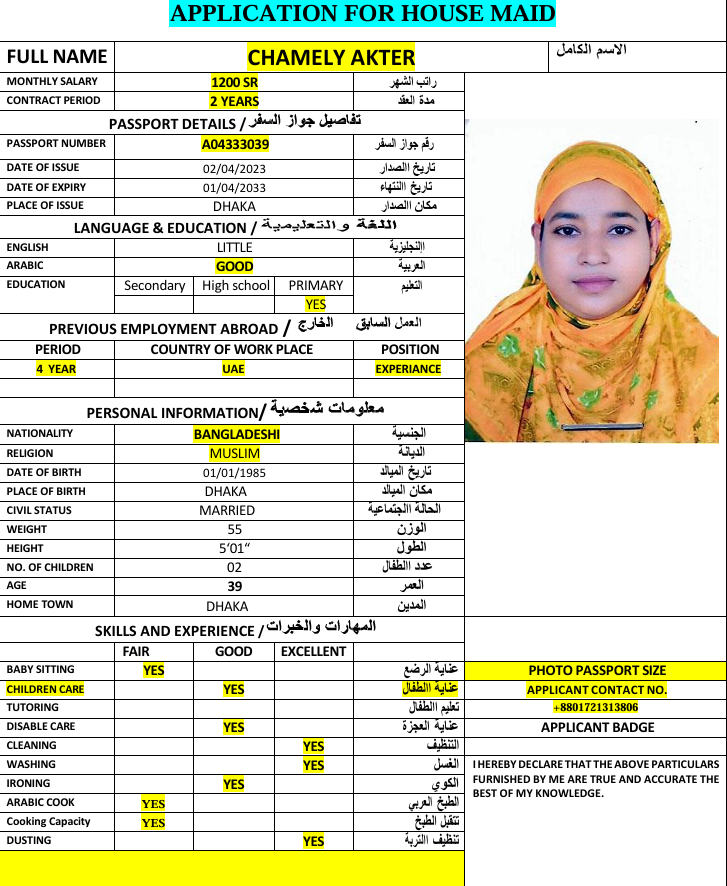 APPLICATION FOR HOUSE MAID
FULL NAME CHAMELY AKTER الاسم الكامل
MONTHLY SALARY 1200 SR راتب الشهر
CONTRACT PERIOD 2 YEARS مدة العقد
PASSPORT DETAILS / تفاصيل جواز السفر
PASSPORT NUMBER A04333039 رقم جواز السفر
DATE OF ISSUE 02/04/2023 تاريخ االصدار
DATE OF EXPIRY 01/04/2033 تاريخ االنتهاء
PLACE OF ISSUE DHAKA مكان االصدار
LANGUAGE & EDUCATION / اللغة والتعليمية
ENGLISH LITTLE اإلنجليزية
ARABIC GOOD العربية
EDUCATION Secondary High school PRIMARY التعليم
YES
PREVIOUS EMPLOYMENT ABROAD / العمل السابق الخارج
PERIOD COUNTRY OF WORK PLACE POSITION
4 YEAR UAE EXPERIANCE
PERSONAL INFORMATION/ معلومات شخصية
NATIONALITY BANGLADESHI الجنسية
RELIGION MUSLIM الديانة
DATE OF BIRTH 01/01/1985 تاريخ الميالد
PLACE OF BIRTH DHAKA مكان الميالد
CIVIL STATUS MARRIED الحالة االجتماعية
WEIGHT 55 الوزن
HEIGHT 5‘01“ الطول
NO. OF CHILDREN 02 عدد االطفال
AGE 39 العمر
HOME TOWN DHAKA المدين
SKILLS AND EXPERIENCE / المهارات والخبرات
FAIR GOOD EXCELLENT
BABY SITTING YES عناية الرضع PHOTO PASSPORT SIZE
CHILDREN CARE YES عناية االطفال APPLICANT CONTACT NO.
TUTORING تعليم االطفال +8801721313806
DISABLE CARE YES عناية العجزة APPLICANT BADGE
CLEANING YES التنظيف
WASHING YES الغسل I HEREBY DECLARE THAT THE ABOVE PARTICULARS
IRONING YES الكوي FURNISHED BY ME ARE TRUE AND ACCURATE THE
ARABIC COOK YES الطبخ العربي BEST OF MY KNOWLEDGE.
Cooking Capacity YES تتقبل الطبخ
DUSTING YES تنظيف التربة